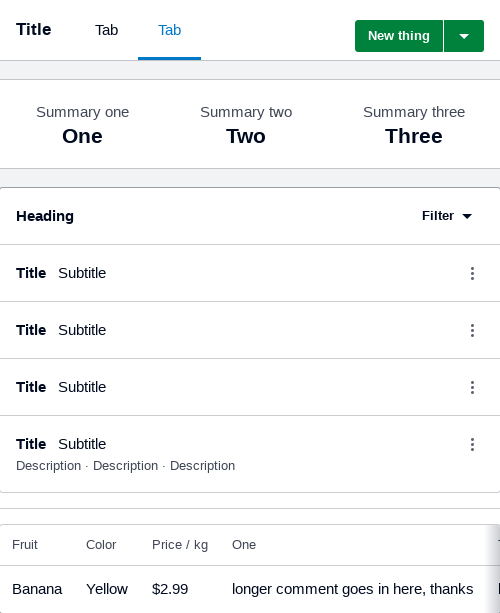 Title Tab Tab New thing
Summary one Summary two Summary three
One Two Three
Heading Filter
Title Subtitle
Title Subtitle
Title Subtitle
Title Subtitle
Description · Description · Description
Fruit Color Price / kg One
Banana Yellow $2.99 longer comment goes in here, thanks